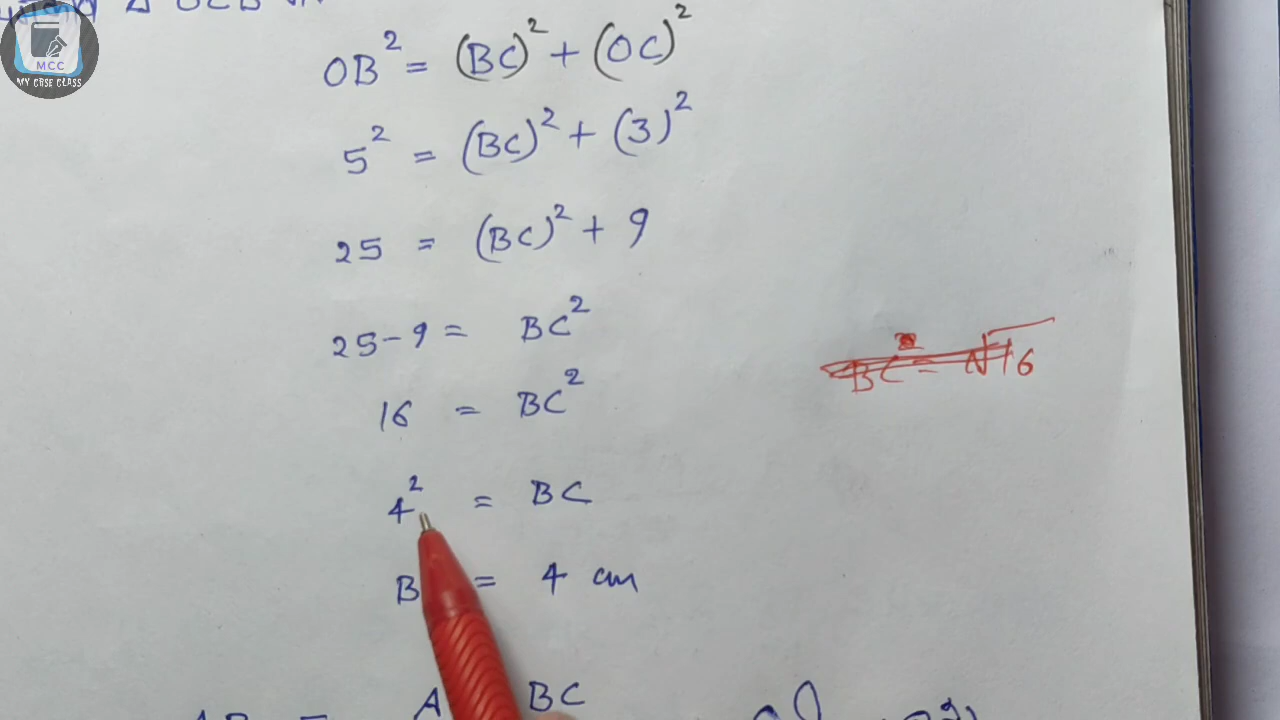 MCC
MY CBSE CLASS
OB² = (BC)² + (OC)²
5² = (BC)² + (3)²
25 = (BC)² + 9
25 - 9 = BC²
16 = BC²
BC = √16
4² = BC
B = 4 cm
A BC